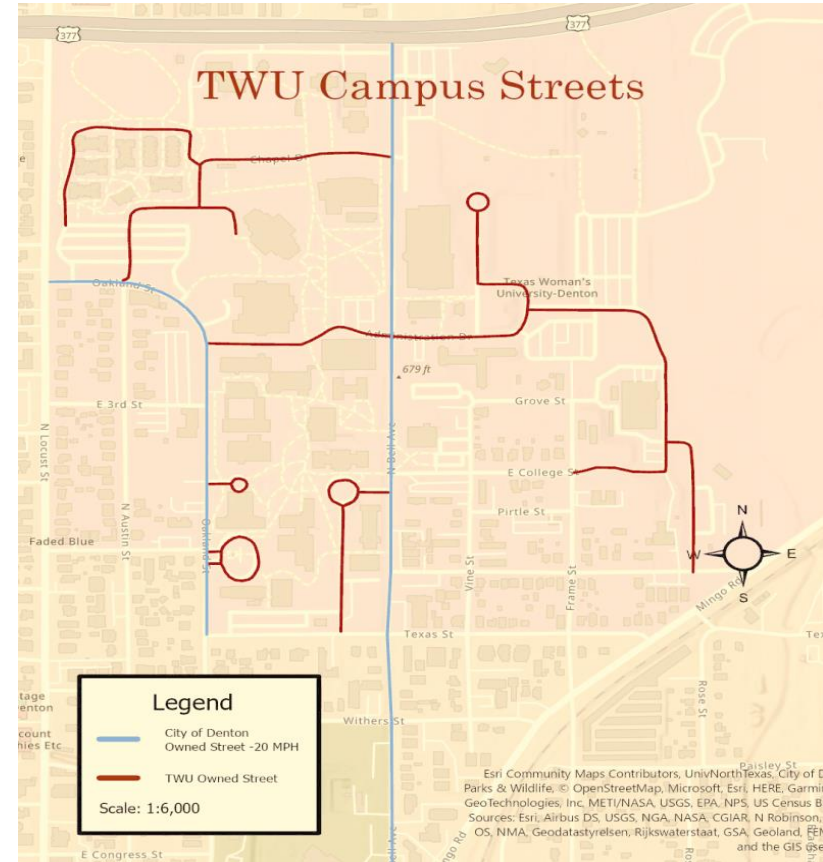 377
377
TWU Campus Streets
Chapel Dr
Oakland St
Texas Woman's
University-Denton
Administration Dr
679 ft
E 3rd St
Grove St
N Locust St
N Bell Ave
E College St
N Austin St
Pirtle St
Faded Blue
Oakland St
Vine St
Frame St
N
W
E
S
Mingo Rd
Texas St
Legend
City of Denton
Owned Street -20 MPH
TWU Owned Street
Scale: 1:6,000
Withers St
Rose St
Paisley St
E Congress St
Esri Community Maps Contributors, UnivNorthTexas, City of D
Parks & Wildlife, © OpenStreetMap, Microsoft, Esri, HERE, Garmi
GeoTechnologies, Inc, METI/NASA, USGS, EPA, NPS, US Census B
Sources: Esri, Airbus DS, USGS, NGA, NASA, CGIAR, N Robinson,
OS, NMA, Geodatastyrelsen, Rijkswaterstaat, GSA, Geoland,
and the GIS use